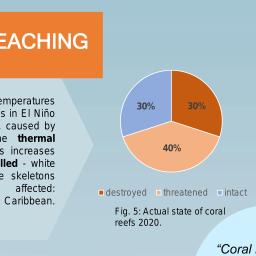 EACHING
emperatures
s in El Niño
caused by
thermal
s increases
lled - white
skeletons
affected:
Caribbean.
30%
30%
40%
destroyed threatened intact
Fig. 5: Actual state of coral
reefs 2020.
"Coral